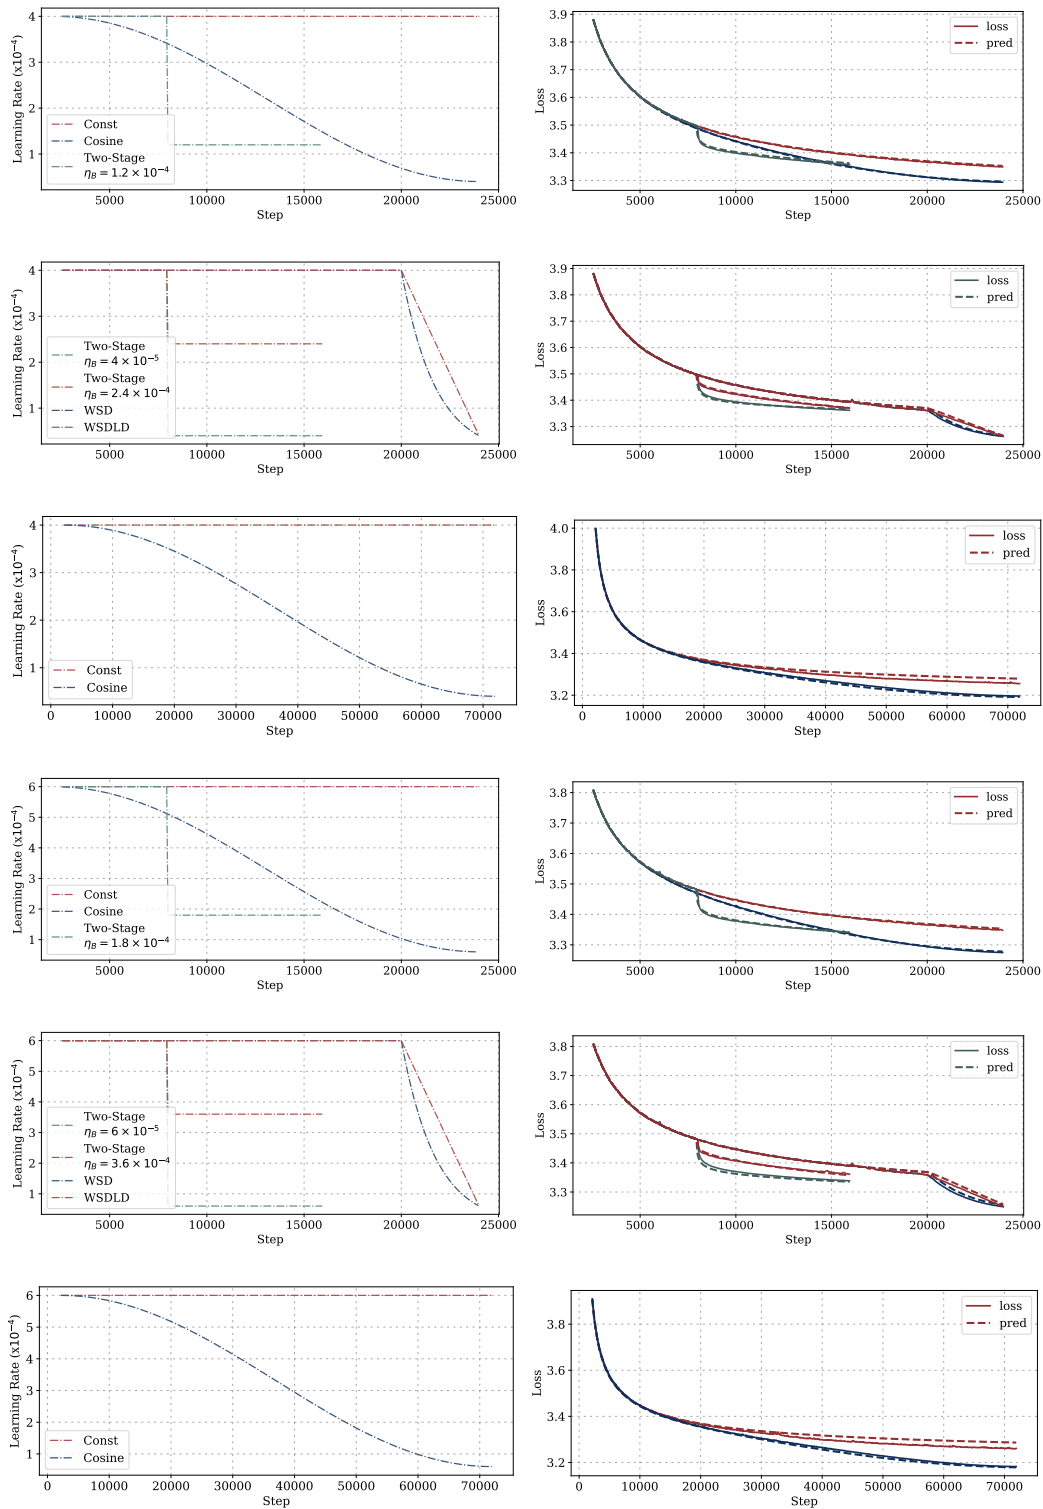 Learning Rate (x10⁻⁴)
4
3
2
1
Const
Cosine
Two-Stage
η_B = 1.2 × 10⁻⁴
5000 10000 15000 20000 25000
Step
Loss
3.9
3.8
3.7
3.6
3.5
3.4
3.3
loss
pred
5000 10000 15000 20000 25000
Step
Learning Rate (x10⁻⁴)
4
3
2
1
Two-Stage
η_B = 4 × 10⁻⁵
Two-Stage
η_B = 2.4 × 10⁻⁴
WSD
WSDLD
5000 10000 15000 20000 25000
Step
Loss
3.9
3.8
3.7
3.6
3.5
3.4
3.3
loss
pred
5000 10000 15000 20000 25000
Step
Learning Rate (x10⁻⁴)
4
3
2
1
Const
Cosine
0 10000 20000 30000 40000 50000 60000 70000
Step
Loss
4.0
3.8
3.6
3.4
3.2
loss
pred
0 10000 20000 30000 40000 50000 60000 70000
Step
Learning Rate (x10⁻⁴)
6
5
4
3
2
1
Const
Cosine
Two-Stage
η_B = 1.8 × 10⁻⁴
5000 10000 15000 20000 25000
Step
Loss
3.8
3.7
3.6
3.5
3.4
3.3
loss
pred
5000 10000 15000 20000 25000
Step
Learning Rate (x10⁻⁴)
6
5
4
3
2
1
Two-Stage
η_B = 6 × 10⁻⁵
Two-Stage
η_B = 3.6 × 10⁻⁴
WSD
WSDLD
5000 10000 15000 20000 25000
Step
Loss
3.8
3.7
3.6
3.5
3.4
3.3
loss
pred
5000 10000 15000 20000 25000
Step
Learning Rate (x10⁻⁴)
6
5
4
3
2
1
Const
Cosine
0 10000 20000 30000 40000 50000 60000 70000
Step
Loss
3.8
3.6
3.4
3.2
loss
pred
0 10000 20000 30000 40000 50000 60000 70000
Step